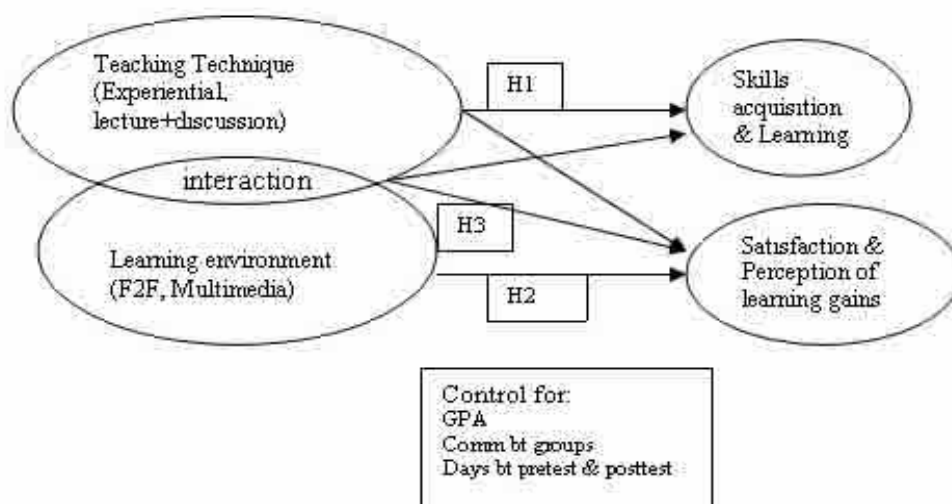 Teaching Technique
(Experiential,
lecture+discussion)
interaction
Learning environment
(F2F, Multimedia)
H1
H3
H2
Skills
acquisition
& Learning
Satisfaction &
Perception of
learning gains
Control for:
GPA
Comm bt groups
Days bt pretest & posttest